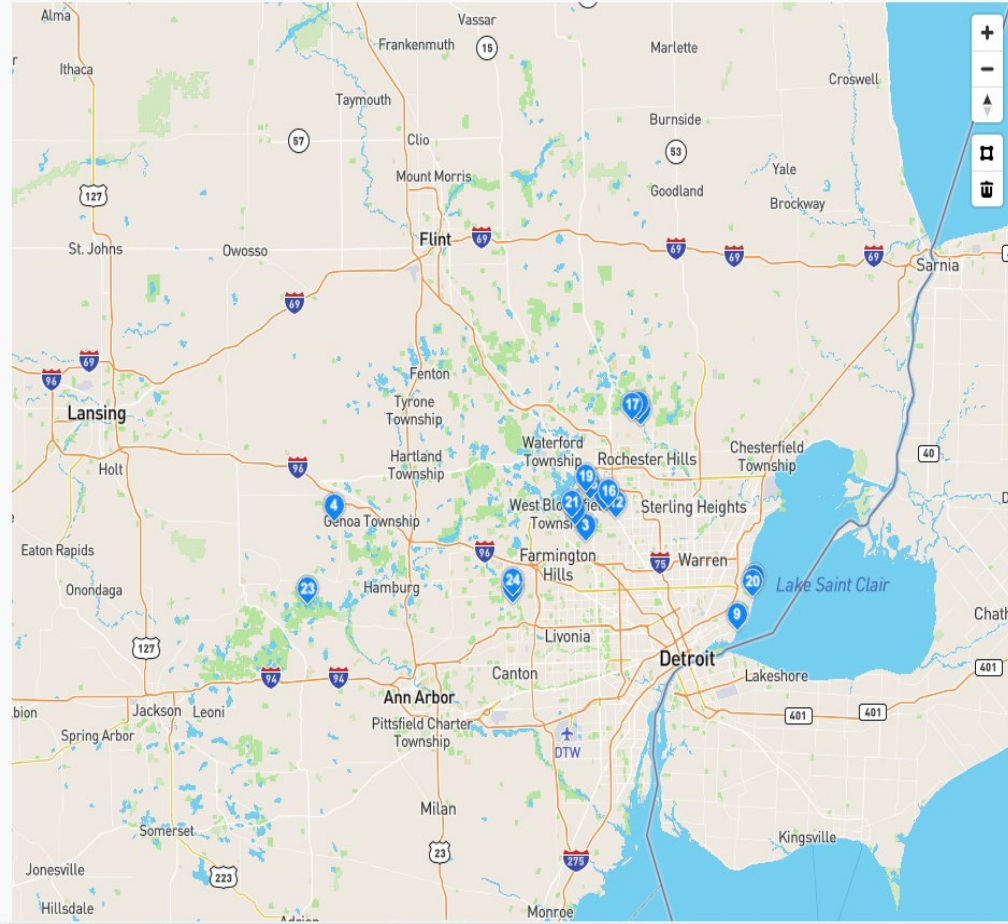 Alma
Vassar
Frankenmuth
15
Marlette
Ithaca
Croswell
Taymouth
Burnside
57
Clio
53
Yale
Mount Morris
Goodland
127
Brockway
Flint
69
St. Johns
Owosso
69
69
69
Sarnia
69
69
96
Fenton
Lansing
Tyrone
Township
17
Waterford
Township
Rochester Hills
Chesterfield
Township
Hartland
Township
40
Holt
96
19
16
12
4
Genoa Township
21
West Bloomfield
Township
Sterling Heights
3
Eaton Rapids
96
Farmington
Hills
75
Warren
Onondaga
23
Hamburg
24
20
Lake Saint Clair
9
Chath
127
Livonia
Detroit
94
94
Canton
Lakeshore
401
Ann Arbor
lbion
Jackson
Leoni
401
401
Spring Arbor
Pittsfield Charter
Township
DTW
Milan
Somerset
Kingsville
23
275
Jonesville
223
Hillsdale
Adrian
Monroe